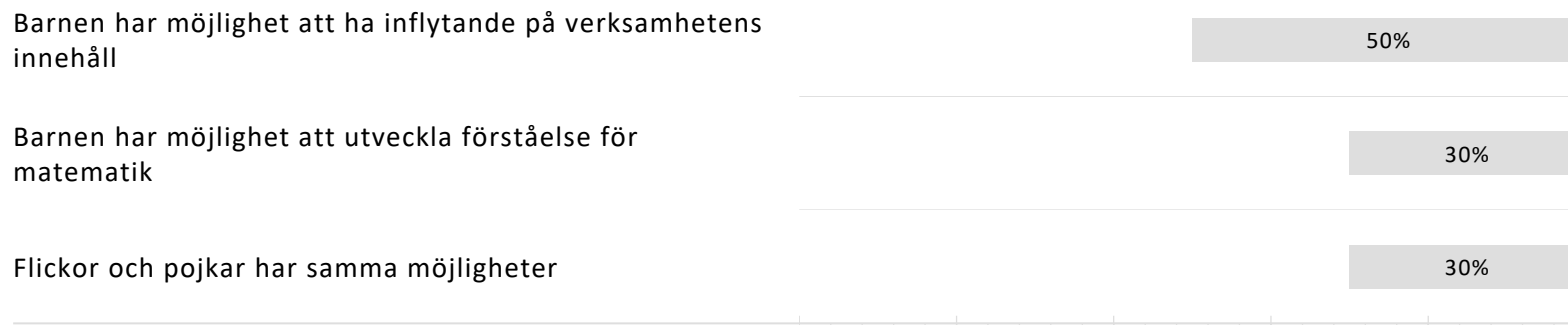 Barnen har möjlighet att ha inflytande på verksamhetens
innehåll
50%
Barnen har möjlighet att utveckla förståelse för
matematik
30%
Flickor och pojkar har samma möjligheter
30%